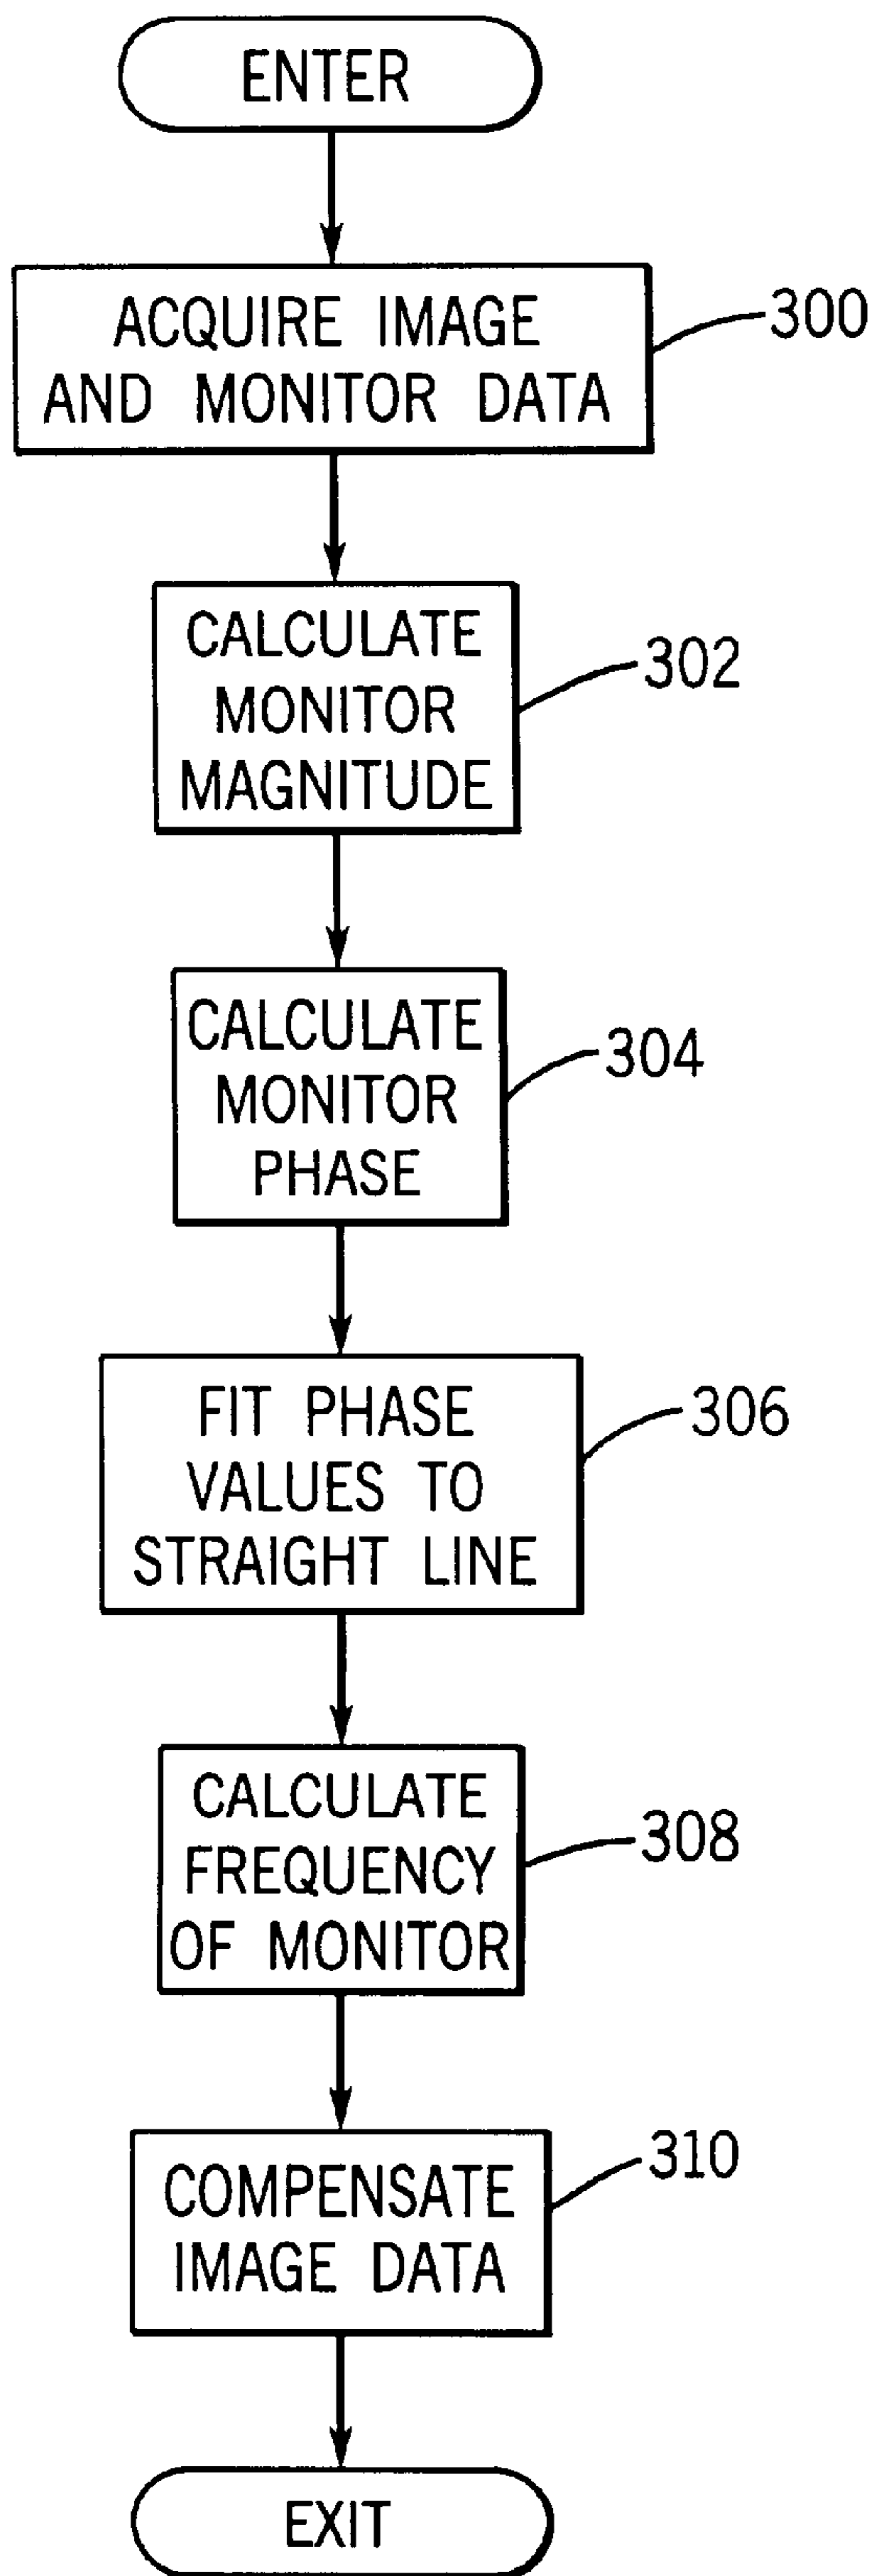 ENTER
ACQUIRE IMAGE
AND MONITOR DATA
300
CALCULATE
MONITOR
MAGNITUDE
302
CALCULATE
MONITOR
PHASE
304
FIT PHASE
VALUES TO
STRAIGHT LINE
306
CALCULATE
FREQUENCY
OF MONITOR
308
COMPENSATE
IMAGE DATA
310
EXIT